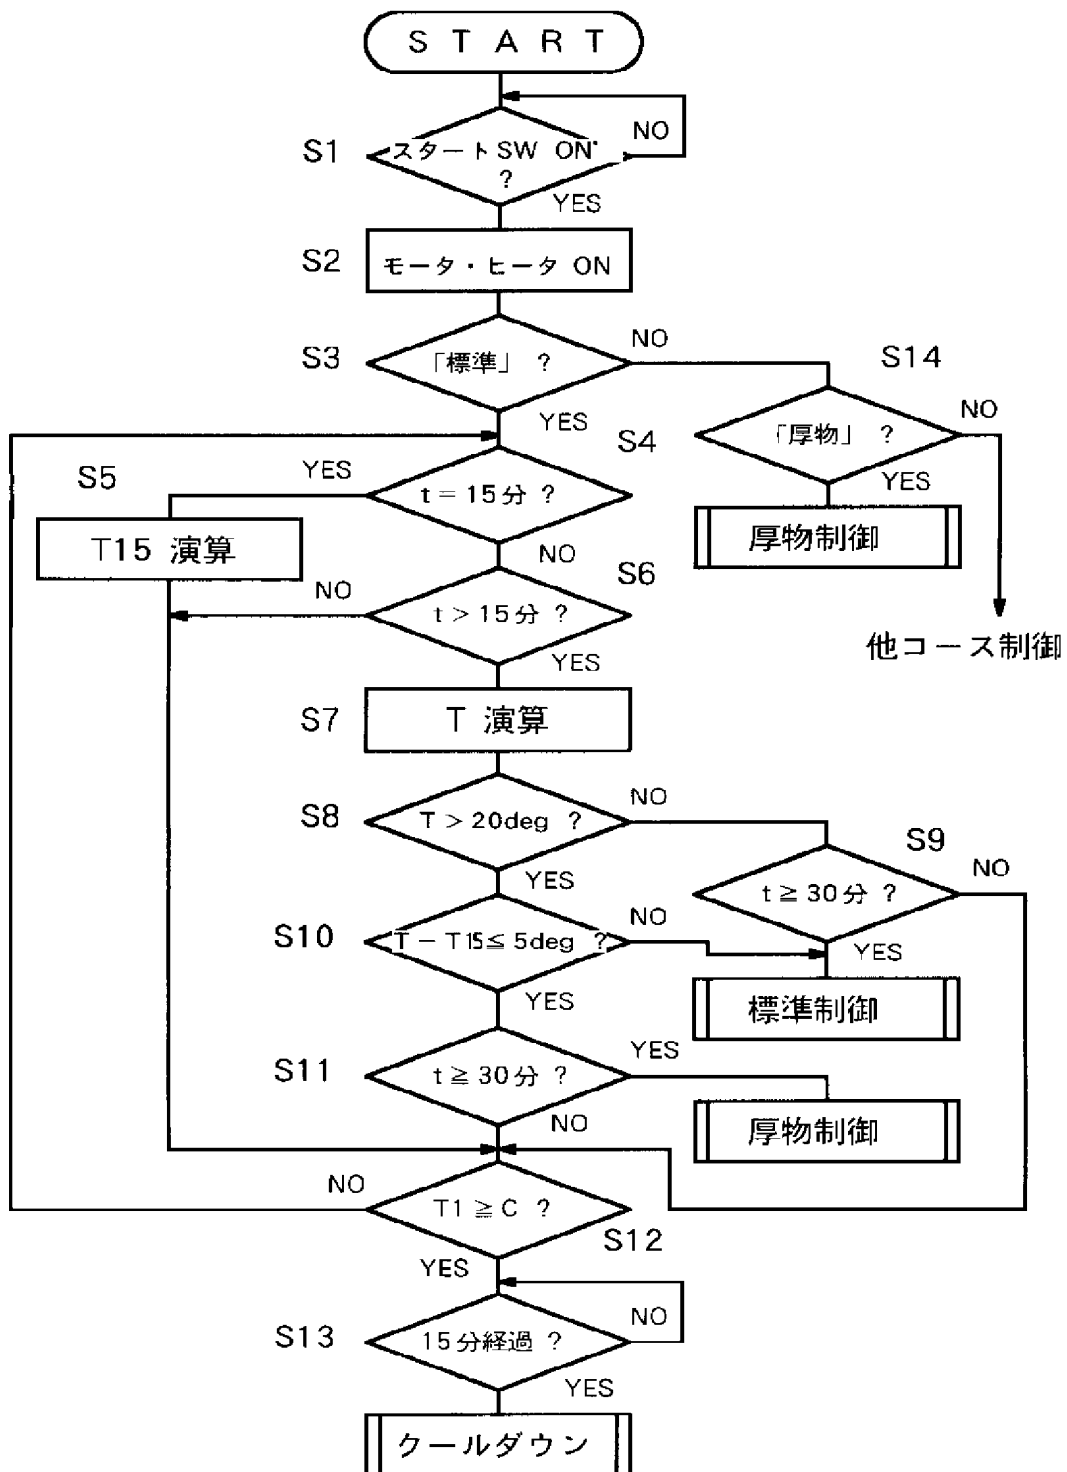 START
NO
S1
スタートSW ON
?
YES
S2
モータ・ヒータ ON
S3
「標準」 ?
NO
YES
S14
「厚物」 ?
NO
YES
厚物制御
他コース制御
S4
t = 15分 ?
YES
NO
S5
T15 演算
S6
t > 15分 ?
NO
YES
S7
T 演算
S8
T > 20deg ?
NO
YES
S9
t ≧ 30分 ?
NO
YES
S10
T − T15 ≦ 5deg ?
NO
YES
標準制御
S11
t ≧ 30分 ?
YES
NO
厚物制御
T1 ≧ C ?
NO
S12
YES
S13
15分経過 ?
NO
YES
クールダウン